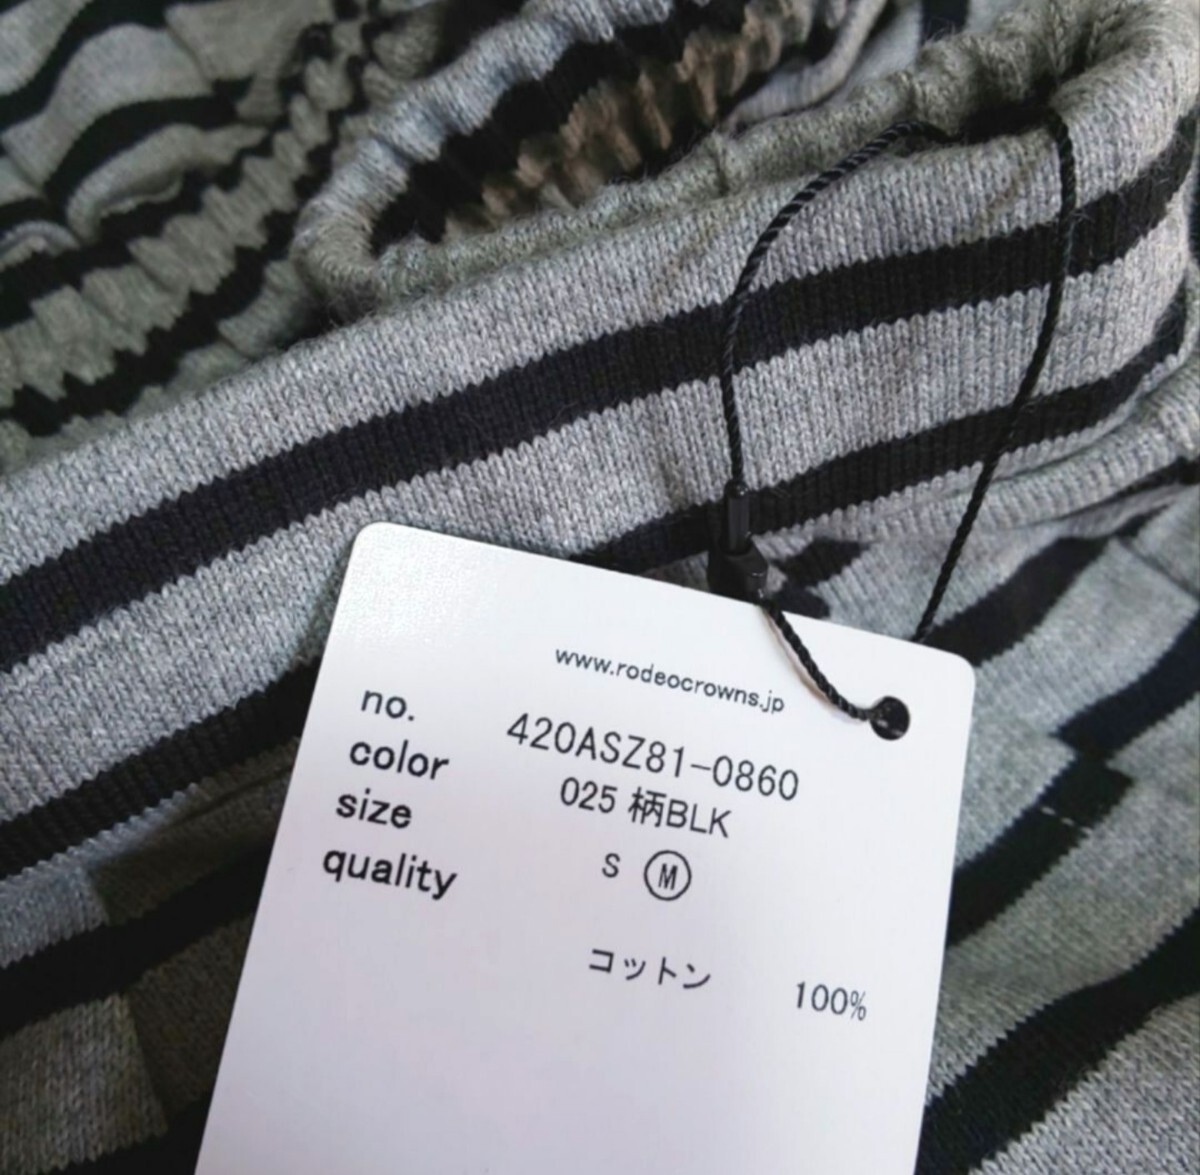 www.rodeocrowns.jp
no. 420ASZ81-0860
color 025 柄BLK
size S M
quality
コットン 100%